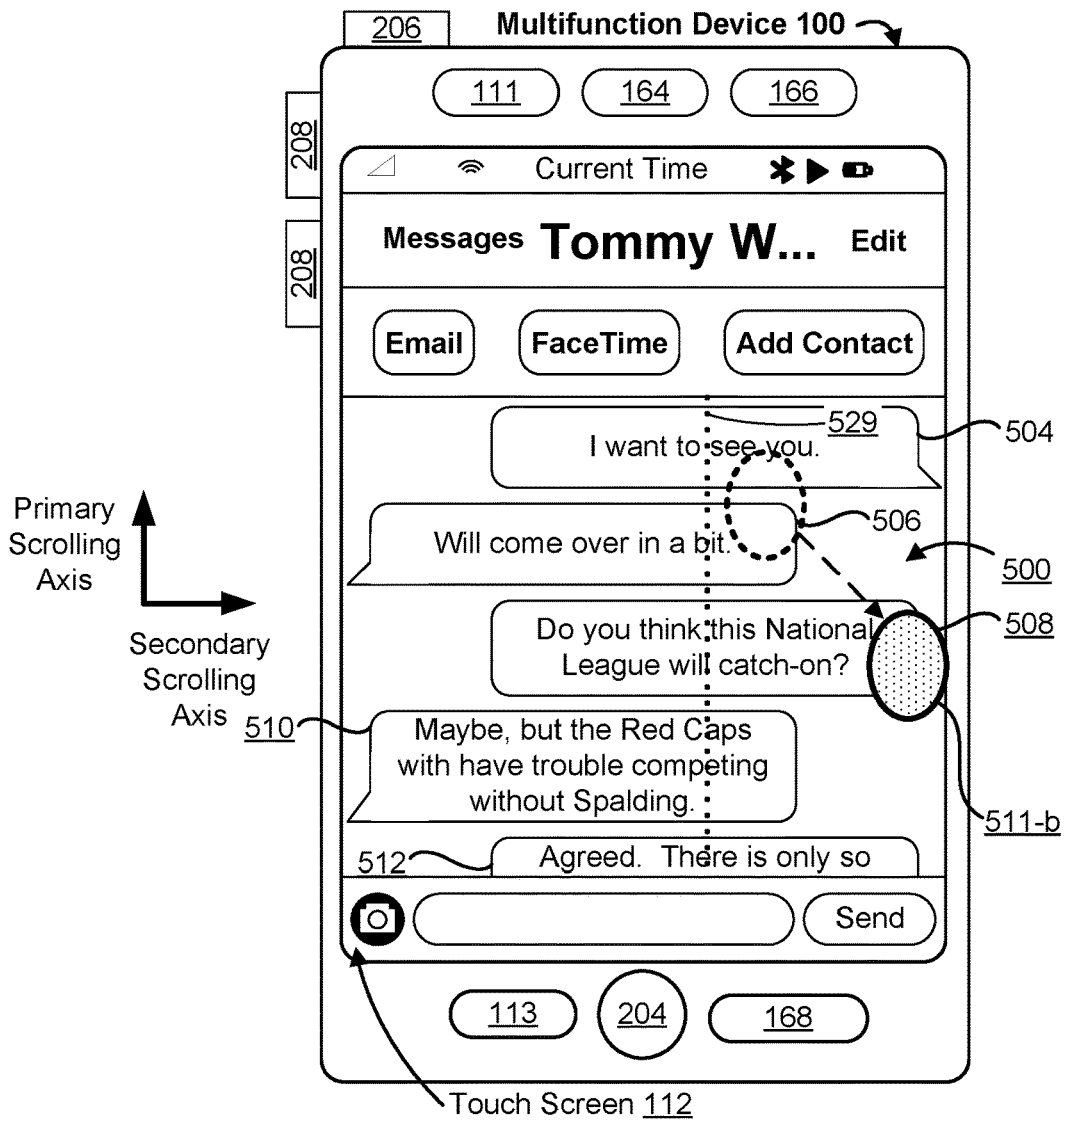 206
Multifunction Device 100
111
164
166
208
208
Current Time
Messages
Tommy W...
Edit
Email
FaceTime
Add Contact
529
I want to see you.
504
506
Will come over in a bit.
500
Primary
Scrolling
Axis
Secondary
Scrolling
Axis
Do you think this National
League will catch-on?
508
510
Maybe, but the Red Caps
with have trouble competing
without Spalding.
511-b
512
Agreed. There is only so
Send
113
204
168
Touch Screen 112